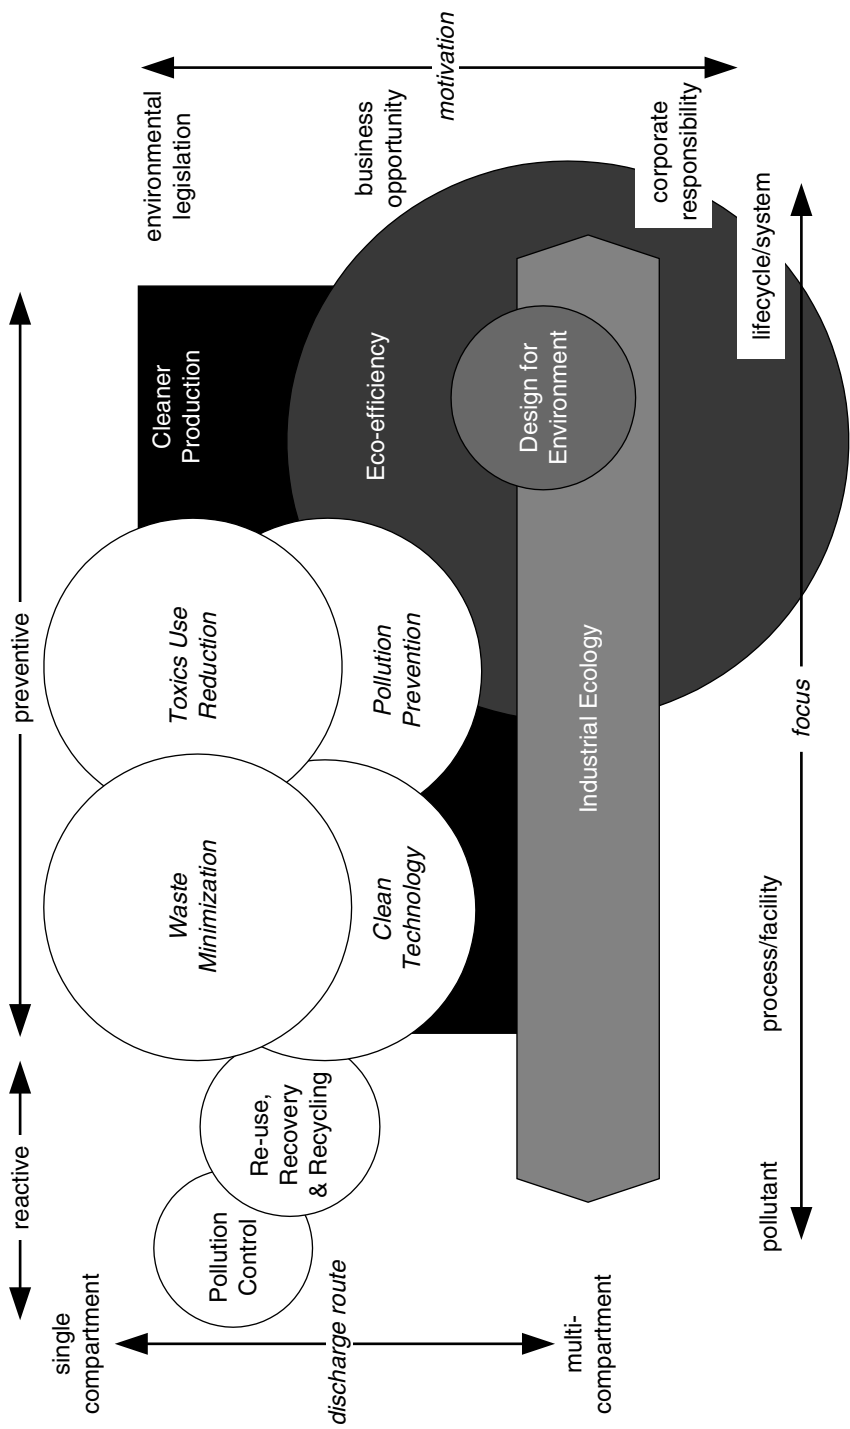 reactive
preventive
single
compartment
environmental
legislation
Cleaner
Production
Toxics Use
Reduction
Waste
Minimization
Pollution
Control
Re-use,
Recovery
& Recycling
discharge route
business
opportunity
Eco-efficiency
Pollution
Prevention
Clean
Technology
motivation
Design for
Environment
Industrial Ecology
multi-
compartment
corporate
responsibility
pollutant
process/facility
lifecycle/system
focus